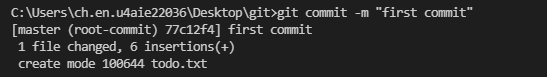 C:\Users\ch.en.u4aie22036\Desktop\git>git commit -m "first commit"
[master (root-commit) 77c12f4] first commit
 1 file changed, 6 insertions(+)
 create mode 100644 todo.txt